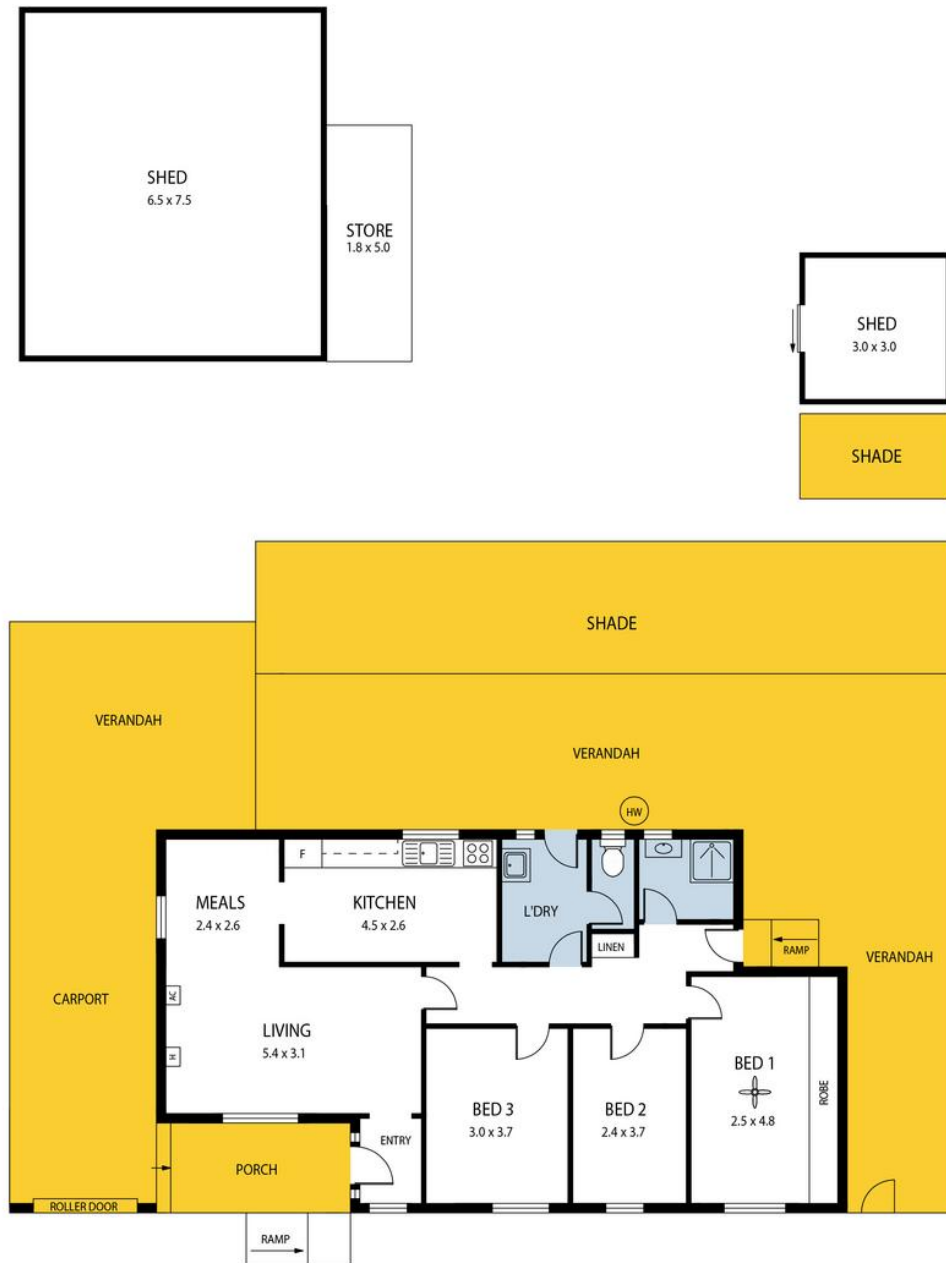 SHED
6.5 x 7.5
STORE
1.8 x 5.0
SHED
3.0 x 3.0
SHADE
SHADE
VERANDAH
VERANDAH
HW
F
MEALS
2.4 x 2.6
KITCHEN
4.5 x 2.6
L'DRY
LINEN
RAMP
VERANDAH
CARPORT
AC
H
LIVING
5.4 x 3.1
BED 3
3.0 x 3.7
BED 2
2.4 x 3.7
BED 1
2.5 x 4.8
ROBE
ENTRY
PORCH
ROLLER DOOR
RAMP